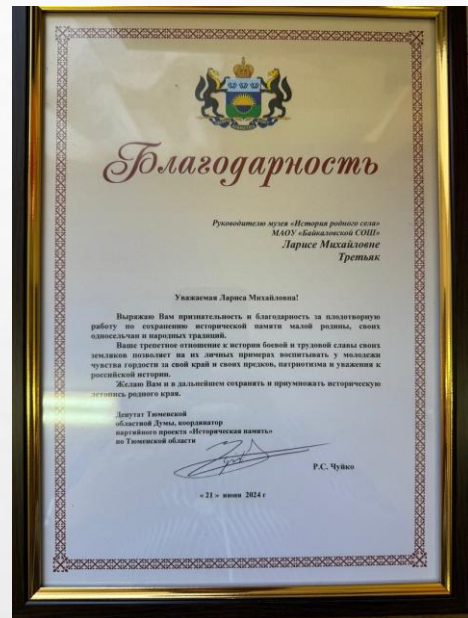 Благодарность
Руководителю музея «История родного села»
МАОУ «Байкаловской СОШ»
Ларисе Михайловне
Третьяк
Уважаемая Лариса Михайловна!
Выражаю Вам признательность и благодарность за плодотворную
работу по сохранению исторической памяти малой родины, своих
односельчан и народных традиций.
Ваше трепетное отношение к истории боевой и трудовой славы своих
земляков позволяет на их личных примерах воспитывать у молодежи
чувства гордости за свой край и своих предков, патриотизма и уважения к
российской истории.
Желаю Вам и в дальнейшем сохранять и приумножать историческую
летопись родного края.
Депутат Тюменской
областной Думы, координатор
партийного проекта «Историческая память»
по Тюменской области
Р.С. Чуйко
« 21 » июня 2024 г